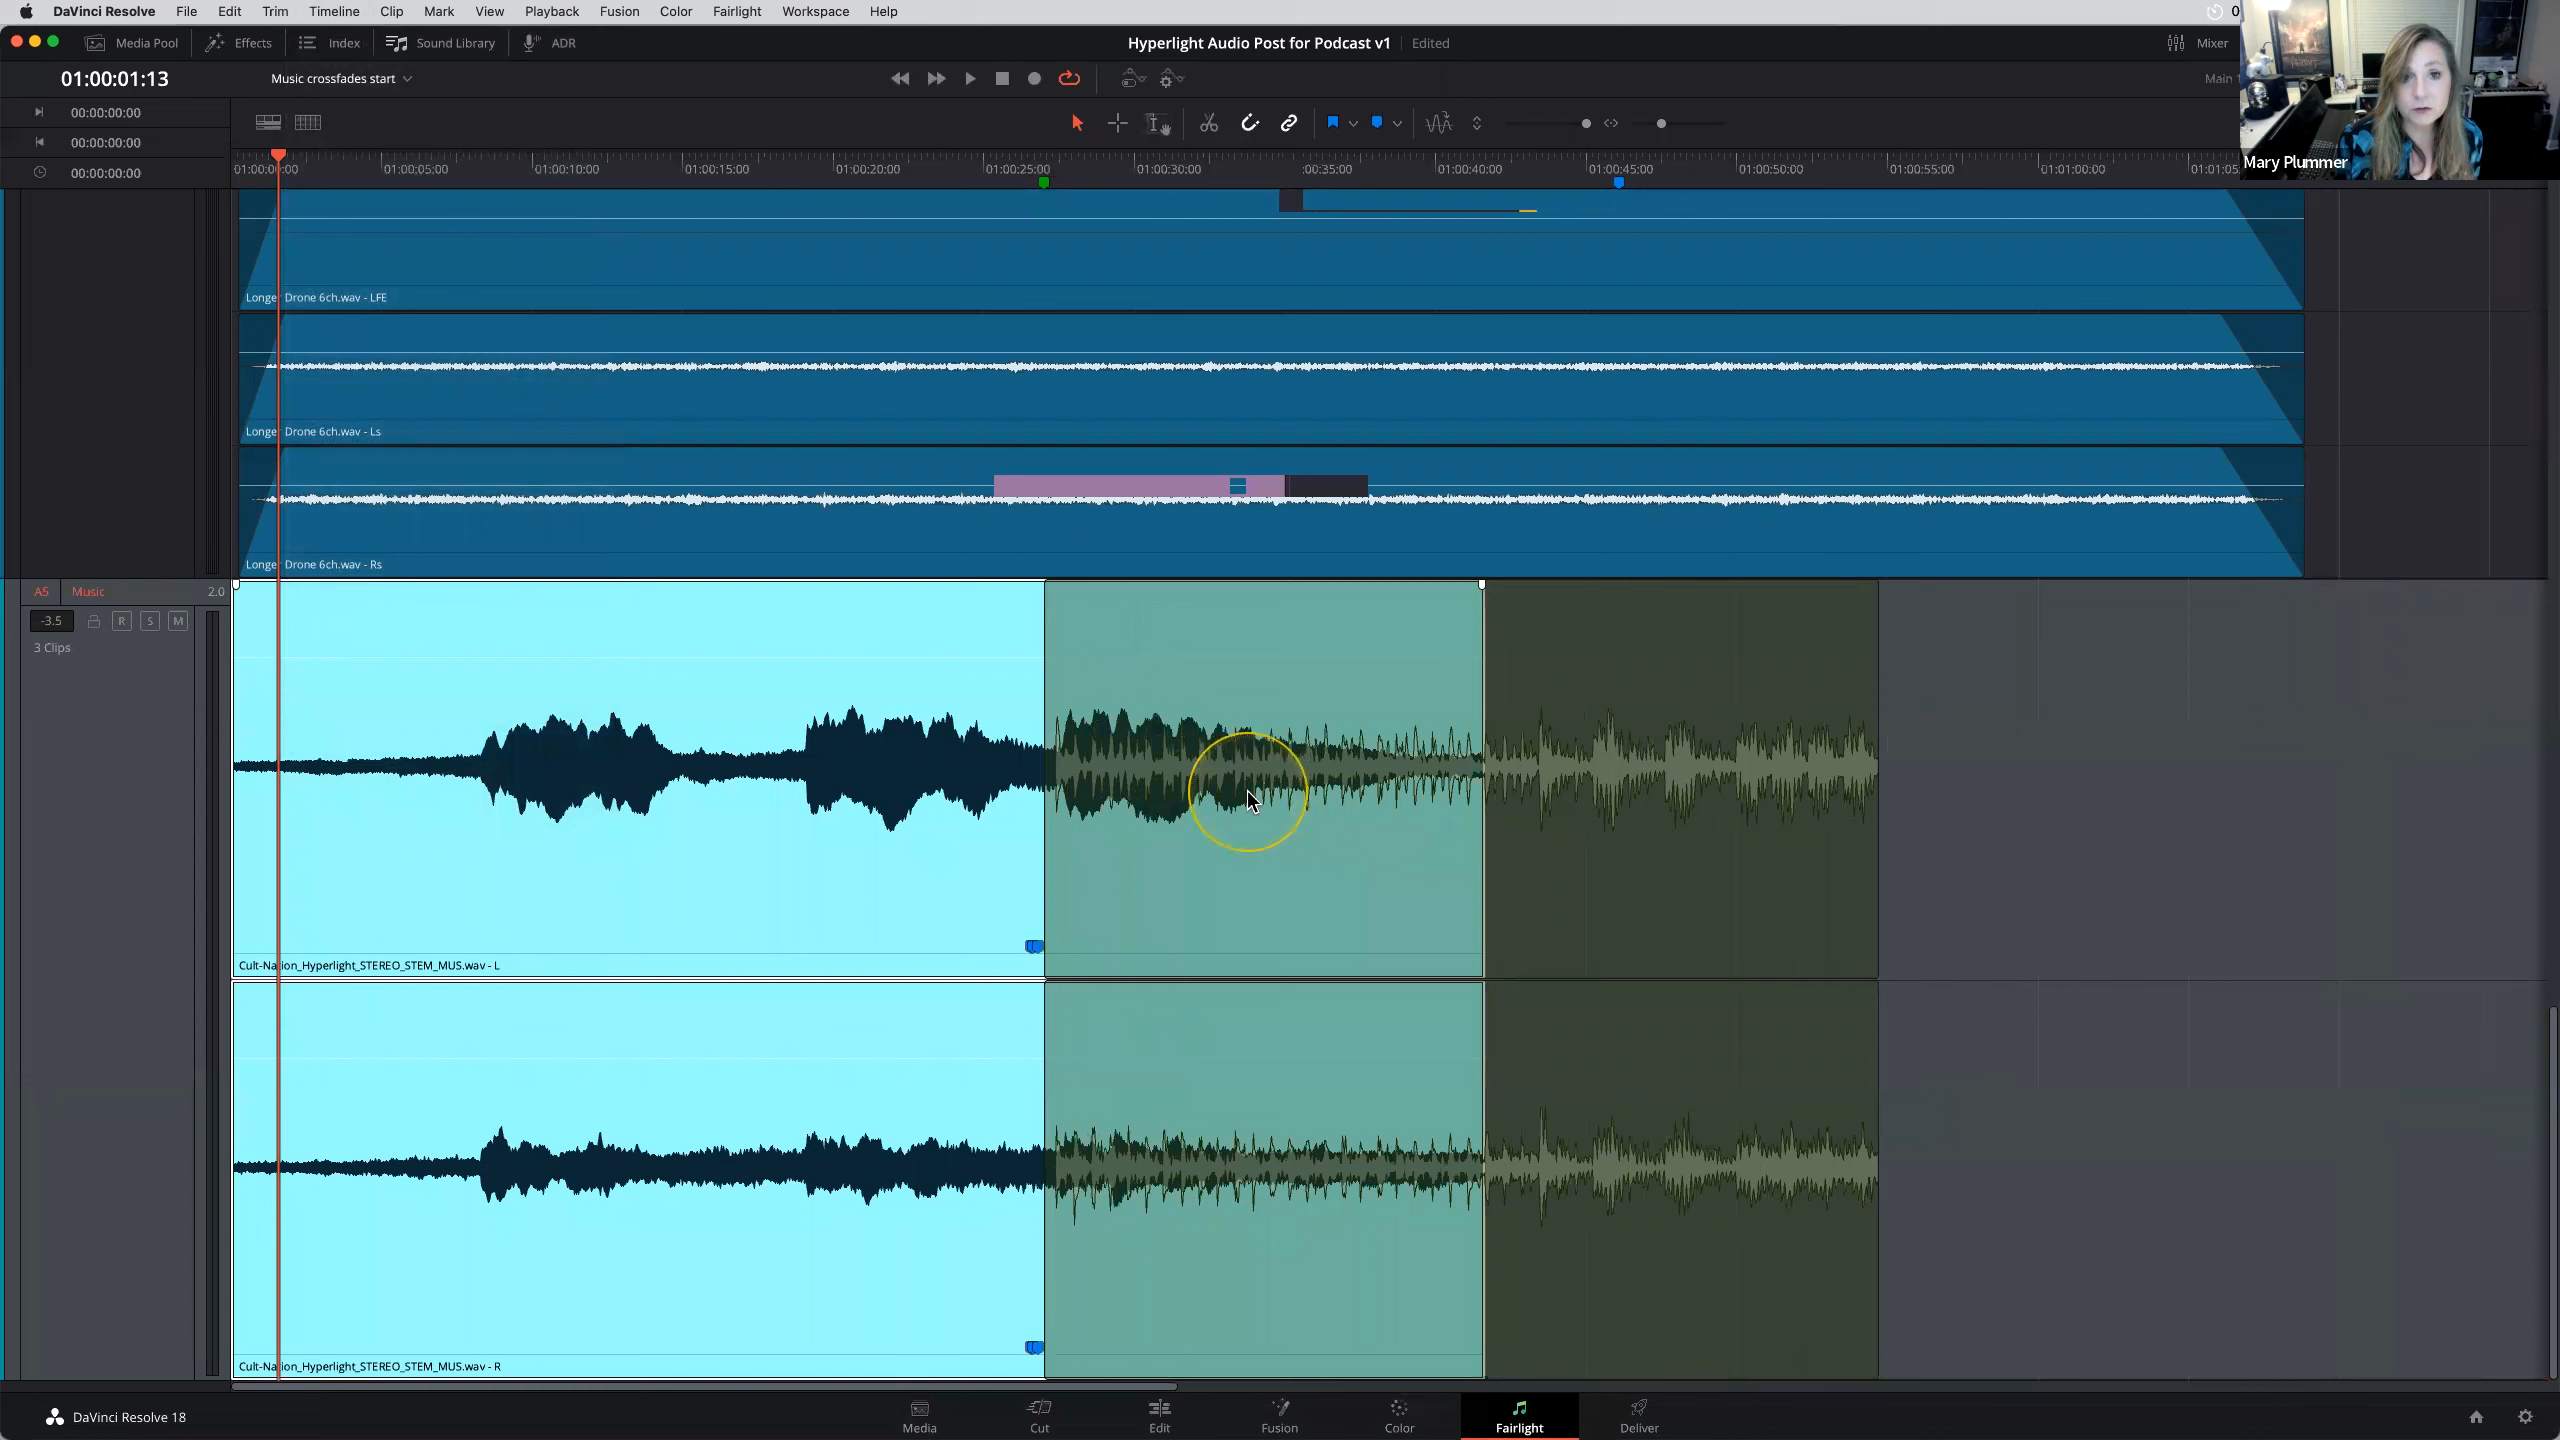 DaVinci Resolve File Edit Trim Timeline Clip Mark View Playback Fusion Color Fairlight Workspace Help
Media Pool Effects Index Sound Library ADR Hyperlight Audio Post for Podcast v1 Edited Mixer
01:00:01:13 Music crossfades start
00:00:00:00
00:00:00:00
00:00:00:00
Mary Plummer
01:00:05:00 01:00:10:00 01:00:15:00 01:00:20:00 01:00:25:00 01:00:30:00 :00:35:00 01:00:40:00 01:00:45:00 01:00:50:00 01:00:55:00 01:01:00:00
Longe Drone 6ch.wav - LFE
Longe Drone 6ch.wav - Ls
Longe Drone 6ch.wav - Rs
A5 Music 2.0
-3.5 R S M
3 Clips
Cult-Nation_Hyperlight_STEREO_STEM_MUS.wav - L
Cult-Nation_Hyperlight_STEREO_STEM_MUS.wav - R
DaVinci Resolve 18
Media Cut Edit Fusion Color Fairlight Deliver